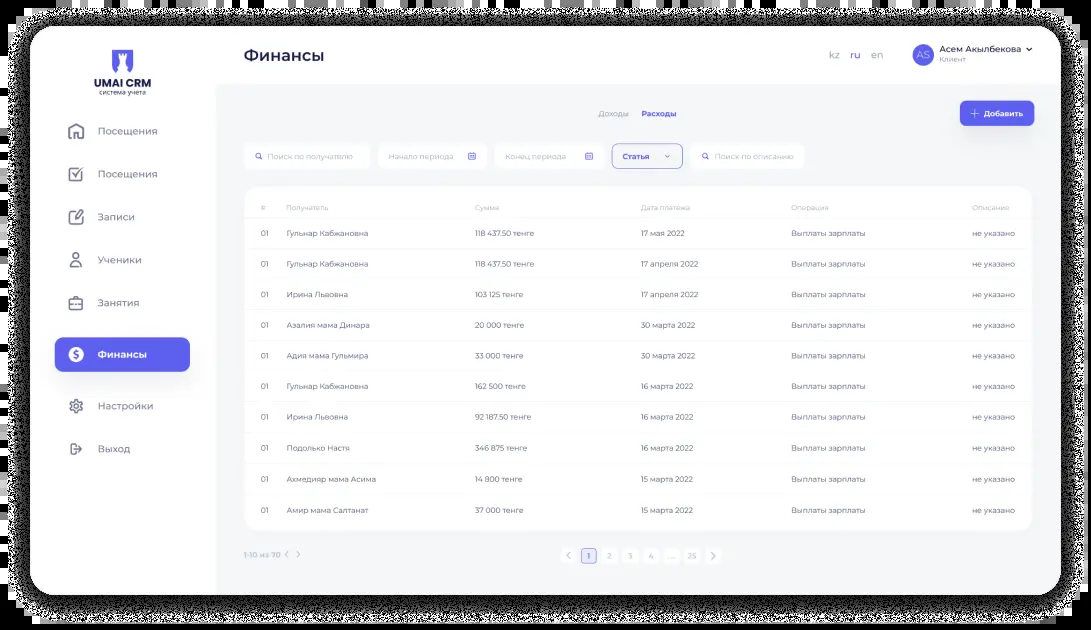 Финансы
kz ru en
AS
Асем Акылбекова
Клиент
UMAI CRM
система учета
Посещения
Посещения
Записи
Ученики
Занятия
Финансы
Настройки
Выход
Доходы Расходы
+ Добавить
Поиск по получателю Начало периода Конец периода Статья Поиск по описанию
# Получатель Сумма Дата платежа Операция Описание
01 Гульнар Кабжановна 118 437.50 тенге 17 мая 2022 Выплаты зарплаты не указано
01 Гульнар Кабжановна 118 437.50 тенге 17 апреля 2022 Выплаты зарплаты не указано
01 Ирина Львовна 103 125 тенге 17 апреля 2022 Выплаты зарплаты не указано
01 Азалия мама Динара 20 000 тенге 30 марта 2022 Выплаты зарплаты не указано
01 Адия мама Гульмира 33 000 тенге 30 марта 2022 Выплаты зарплаты не указано
01 Гульнар Кабжановна 162 500 тенге 16 марта 2022 Выплаты зарплаты не указано
01 Ирина Львовна 92 187.50 тенге 16 марта 2022 Выплаты зарплаты не указано
01 Подолько Настя 346 875 тенге 16 марта 2022 Выплаты зарплаты не указано
01 Ахмедияр мама Асима 14 800 тенге 15 марта 2022 Выплаты зарплаты не указано
01 Амир мама Салтанат 37 000 тенге 15 марта 2022 Выплаты зарплаты не указано
1-10 из 70 < >
< 1 2 3 4 ... 25 >